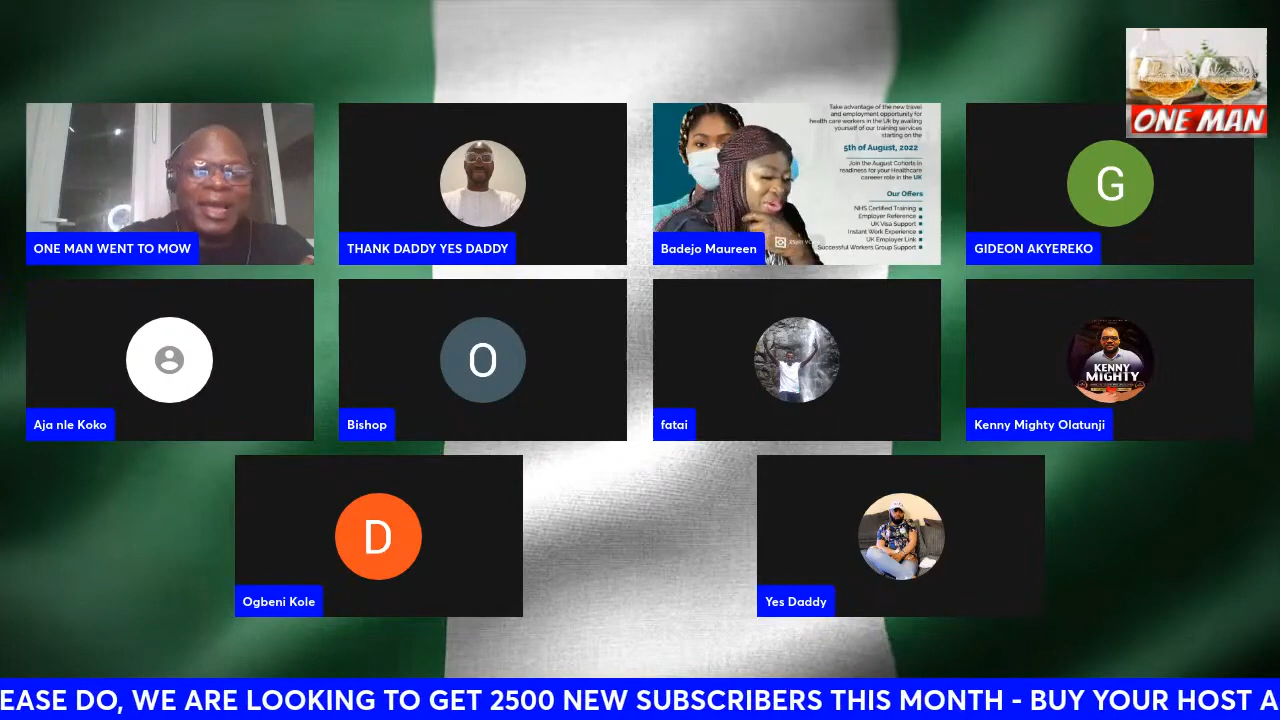 ONE MAN
ONE MAN WENT TO MOW
THANK DADDY YES DADDY
Take advantage of the new travel
and employment opportunity for
health care workers in the Uk by availing
yourself of our training services
starting on the
5th of August, 2022
Join the August Cohorts in
readiness for your Healthcare
careeer role in the UK
Our Offers
NHS Certified Training
Employer Reference
UK Visa Support
Instant Work Experience
UK Employer Link
Successful Workers Group Support
Badejo Maureen
GIDEON AKYEREKO
G
Aja nle Koko
O
Bishop
fatai
KENNY
MIGHTY
Kenny Mighty Olatunji
D
Ogbeni Kole
Yes Daddy
EASE DO, WE ARE LOOKING TO GET 2500 NEW SUBSCRIBERS THIS MONTH - BUY YOUR HOST A